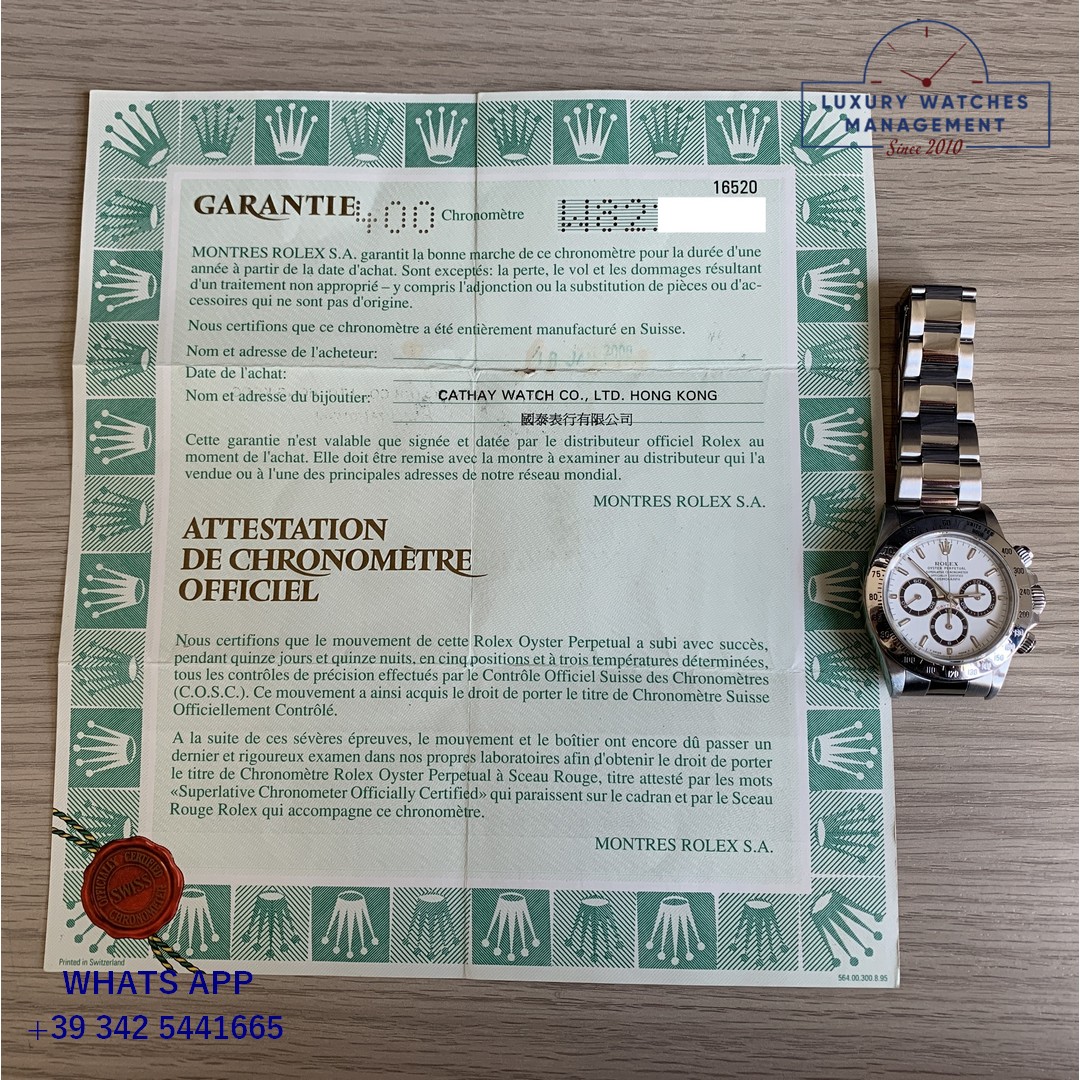 LUXURY WATCHES
MANAGEMENT
Since 2010
16520
GARANTIE
400 Chronomètre W82
MONTRES ROLEX S.A. garantit la bonne marche de ce chronomètre pour la durée d'une
année à partir de la date d'achat. Sont exceptés: la perte, le vol et les dommages résultant
d'un traitement non approprié – y compris l'adjonction ou la substitution de pièces ou d'ac-
cessoires qui ne sont pas d'origine.
Nous certifions que ce chronomètre a été entièrement manufacturé en Suisse.
Nom et adresse de l'acheteur:
Date de l'achat:
Nom et adresse du bijoutier: CATHAY WATCH CO., LTD. HONG KONG
國泰表行有限公司
Cette garantie n'est valable que signée et datée par le distributeur officiel Rolex au
moment de l'achat. Elle doit être remise avec la montre à examiner au distributeur qui l'a
vendue ou à l'une des principales adresses de notre réseau mondial.
MONTRES ROLEX S.A.
ATTESTATION
DE CHRONOMÈTRE
OFFICIEL
Nous certifions que le mouvement de cette Rolex Oyster Perpetual a subi avec succès,
pendant quinze jours et quinze nuits, en cinq positions et à trois températures déterminées,
tous les contrôles de précision effectués par le Contrôle Officiel Suisse des Chronomètres
(C.O.S.C.). Ce mouvement a ainsi acquis le droit de porter le titre de Chronomètre Suisse
Officiellement Contrôlé.
A la suite de ces sévères épreuves, le mouvement et le boîtier ont encore dû passer un
dernier et rigoureux examen dans nos propres laboratoires afin d'obtenir le droit de porter
le titre de Chronomètre Rolex Oyster Perpetual à Sceau Rouge, titre attesté par les mots
«Superlative Chronometer Officially Certified» qui paraissent sur le cadran et par le Sceau
Rouge Rolex qui accompagne ce chronomètre.
MONTRES ROLEX S.A.
OFFICIALLY CERTIFIED
SWISS
CHRONOMETER
Printed in Switzerland
564.00.300.8.95
ROLEX
OYSTER PERPETUAL
400
300
240
200
75
80
WHATS APP
+39 342 5441665